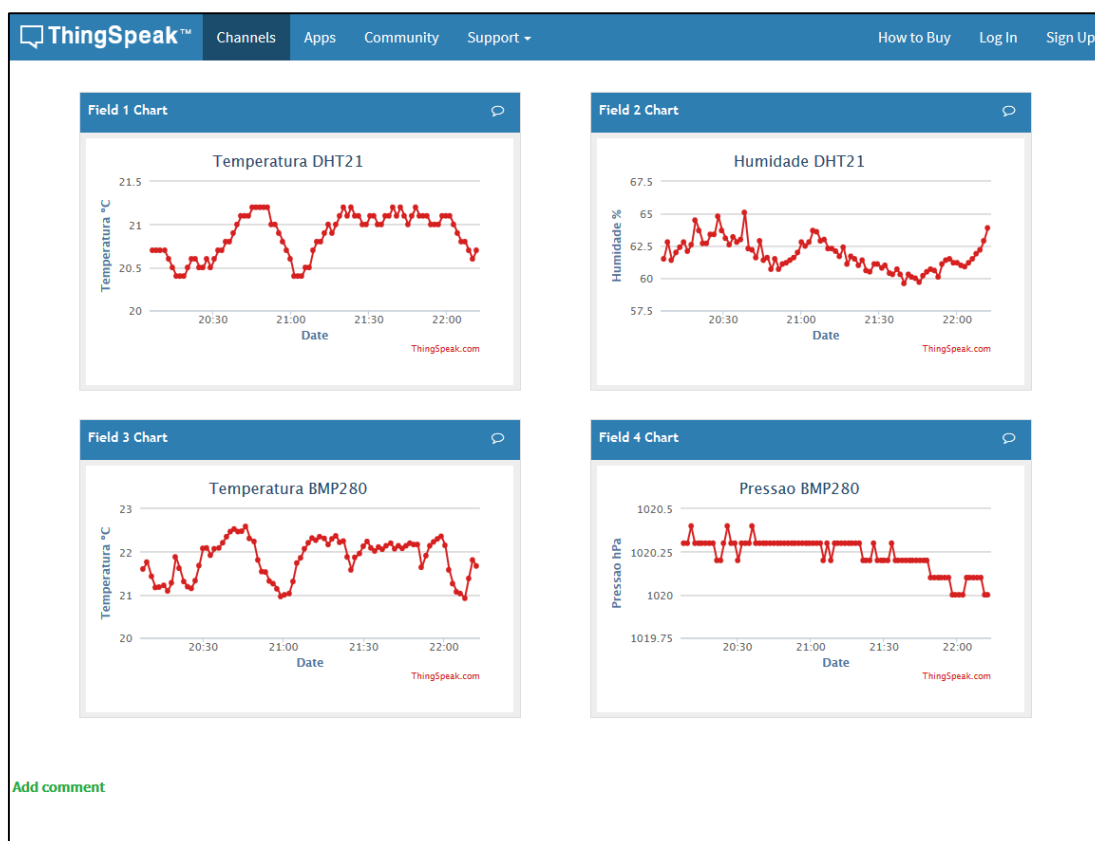 ThingSpeak™ Channels Apps Community Support How to Buy Log In Sign Up
Field 1 Chart
Temperatura DHT21
Temperatura °C
21.5
21
20.5
20
20:30 21:00 21:30 22:00
Date
ThingSpeak.com
Field 2 Chart
Humidade DHT21
Humidade %
67.5
65
62.5
60
57.5
20:30 21:00 21:30 22:00
Date
ThingSpeak.com
Field 3 Chart
Temperatura BMP280
Temperatura °C
23
22
21
20
20:30 21:00 21:30 22:00
Date
ThingSpeak.com
Field 4 Chart
Pressao BMP280
Pressao hPa
1020.5
1020.25
1020
1019.75
20:30 21:00 21:30 22:00
Date
ThingSpeak.com
Add comment